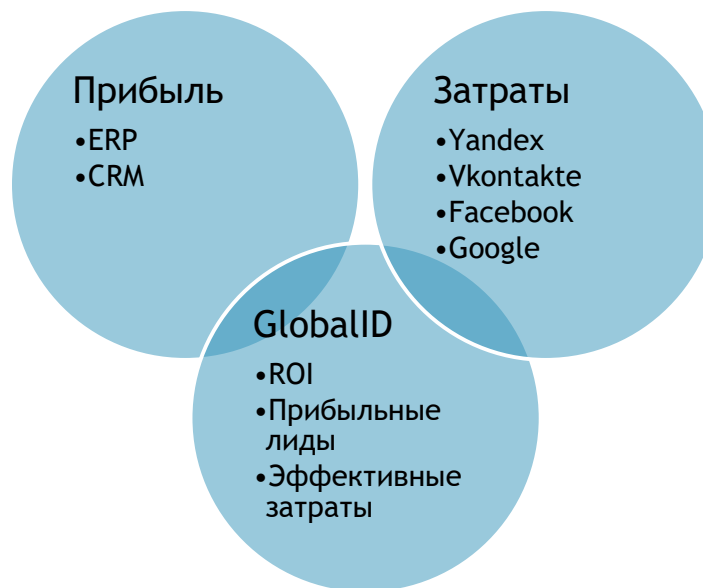 Прибыль
•ERP
•CRM
Затраты
•Yandex
•Vkontakte
•Facebook
•Google
GlobalID
•ROI
•Прибыльные
лиды
•Эффективные
затраты